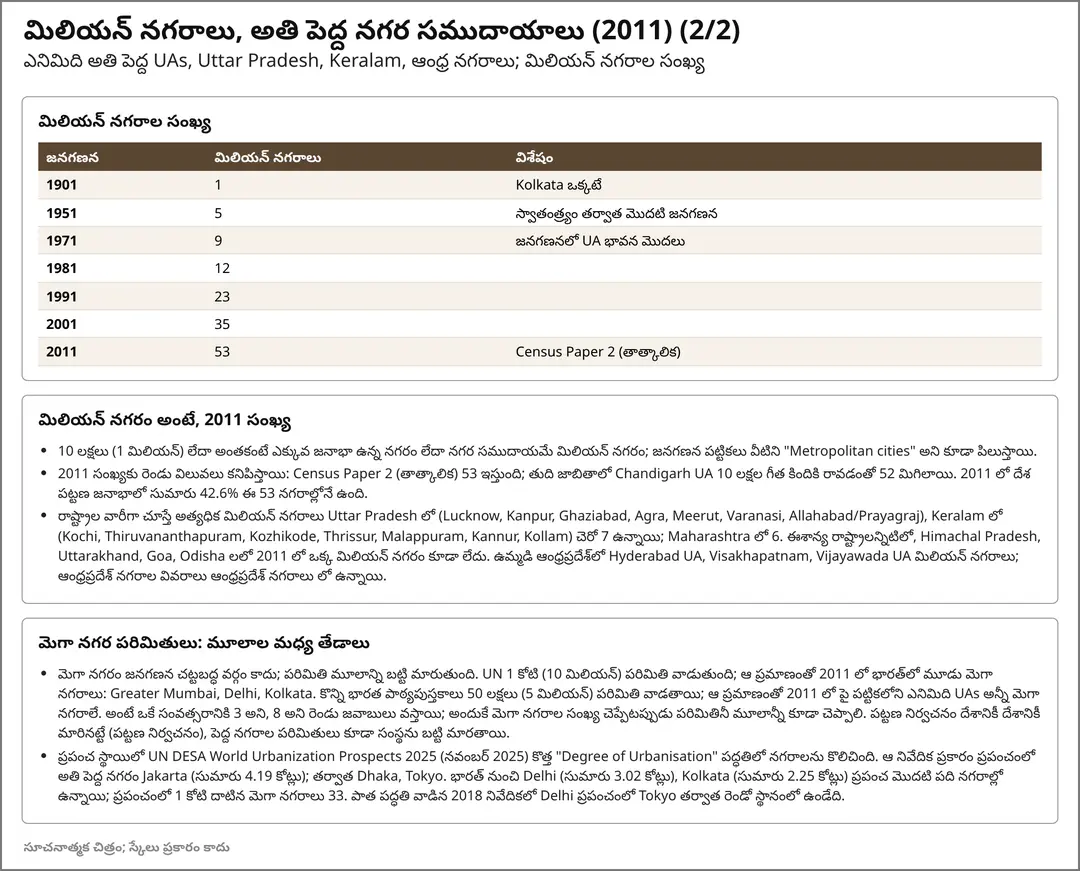 మిలియన్ నగరాలు, అతి పెద్ద నగర సముదాయాలు (2011) (2/2)
ఎనిమిది అతి పెద్ద UAs, Uttar Pradesh, Keralam, ఆంధ్ర నగరాలు; మిలియన్ నగరాల సంఖ్య
మిలియన్ నగరాల సంఖ్య
జనగణన మిలియన్ నగరాలు విశేషం
1901 1 Kolkata ఒక్కటే
1951 5 స్వాతంత్ర్యం తర్వాత మొదటి జనగణన
1971 9 జనగణనలో UA భావన మొదలు
1981 12
1991 23
2001 35
2011 53 Census Paper 2 (తాత్కాలిక)
మిలియన్ నగరం అంటే, 2011 సంఖ్య
• 10 లక్షలు (1 మిలియన్) లేదా అంతకంటే ఎక్కువ జనాభా ఉన్న నగరం లేదా నగర సముదాయమే మిలియన్ నగరం; జనగణన పట్టికలు వీటిని "Metropolitan cities" అని కూడా పిలుస్తాయి.
• 2011 సంఖ్యకు రెండు విలువలు కనిపిస్తాయి: Census Paper 2 (తాత్కాలిక) 53 ఇస్తుంది; తుది జాబితాలో Chandigarh UA 10 లక్షల గీత కిందికి రావడంతో 52 మిగిలాయి. 2011 లో దేశ
పట్టణ జనాభాలో సుమారు 42.6% ఈ 53 నగరాల్లోనే ఉంది.
• రాష్ట్రాల వారీగా చూస్తే అత్యధిక మిలియన్ నగరాలు Uttar Pradesh లో (Lucknow, Kanpur, Ghaziabad, Agra, Meerut, Varanasi, Allahabad/Prayagraj), Keralam లో
(Kochi, Thiruvananthapuram, Kozhikode, Thrissur, Malappuram, Kannur, Kollam) చెరో 7 ఉన్నాయి; Maharashtra లో 6. ఈశాన్య రాష్ట్రాలన్నిటిలో, Himachal Pradesh,
Uttarakhand, Goa, Odisha లలో 2011 లో ఒక్క మిలియన్ నగరం కూడా లేదు. ఉమ్మడి ఆంధ్రప్రదేశ్‌లో Hyderabad UA, Visakhapatnam, Vijayawada UA మిలియన్ నగరాలు;
ఆంధ్రప్రదేశ్ నగరాల వివరాలు ఆంధ్రప్రదేశ్ నగరాలు లో ఉన్నాయి.
మెగా నగర పరిమితులు: మూలాల మధ్య తేడాలు
• మెగా నగరం జనగణన చట్టబద్ధ వర్గం కాదు; పరిమితి మూలాన్ని బట్టి మారుతుంది. UN 1 కోటి (10 మిలియన్) పరిమితి వాడుతుంది; ఆ ప్రమాణంతో 2011 లో భారత్‌లో మూడు మెగా
నగరాలు: Greater Mumbai, Delhi, Kolkata. కొన్ని భారత పాఠ్యపుస్తకాలు 50 లక్షలు (5 మిలియన్) పరిమితి వాడతాయి; ఆ ప్రమాణంతో 2011 లో పై పట్టికలోని ఎనిమిది UAs అన్నీ మెగా
నగరాలే. అంటే ఒకే సంవత్సరానికి 3 అని, 8 అని రెండు జవాబులు వస్తాయి; అందుకే మెగా నగరాల సంఖ్య చెప్పేటప్పుడు పరిమితినీ మూలాన్నీ కూడా చెప్పాలి. పట్టణ నిర్వచనం దేశానికీ దేశానికీ
మారినట్టే (పట్టణ నిర్వచనం), పెద్ద నగరాల పరిమితులు కూడా సంస్థను బట్టి మారతాయి.
• ప్రపంచ స్థాయిలో UN DESA World Urbanization Prospects 2025 (నవంబర్ 2025) కొత్త "Degree of Urbanisation" పద్ధతిలో నగరాలను కొలిచింది. ఆ నివేదిక ప్రకారం ప్రపంచంలో
అతి పెద్ద నగరం Jakarta (సుమారు 4.19 కోట్లు); తర్వాత Dhaka, Tokyo. భారత్ నుంచి Delhi (సుమారు 3.02 కోట్లు), Kolkata (సుమారు 2.25 కోట్లు) ప్రపంచ మొదటి పది నగరాల్లో
ఉన్నాయి; ప్రపంచంలో 1 కోటి దాటిన మెగా నగరాలు 33. పాత పద్ధతి వాడిన 2018 నివేదికలో Delhi ప్రపంచంలో Tokyo తర్వాత రెండో స్థానంలో ఉండేది.
సూచనాత్మక చిత్రం; స్కేలు ప్రకారం కాదు